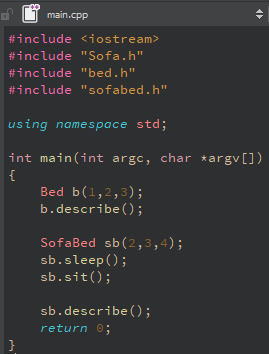 main.cpp
#include <iostream>
#include "Sofa.h"
#include "bed.h"
#include "sofabed.h"
using namespace std;
int main(int argc, char *argv[])
{
Bed b(1,2,3);
b.describe();
SofaBed sb(2,3,4);
sb.sleep();
sb.sit();
sb.describe();
return 0;
}